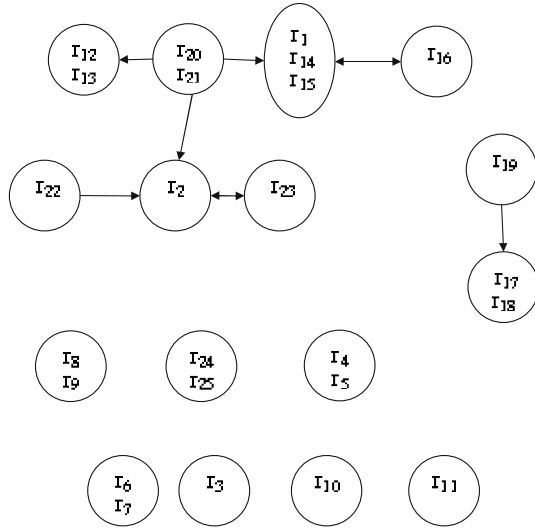 I₁₂
I₁₃
I₂₀
I₂₁
I₁
I₁₄
I₁₅
I₁₆
I₂₂
I₂
I₂₃
I₁₉
I₁₇
I₁₈
I₈
I₉
I₂₄
I₂₅
I₄
I₅
I₆
I₇
I₃
I₁₀
I₁₁